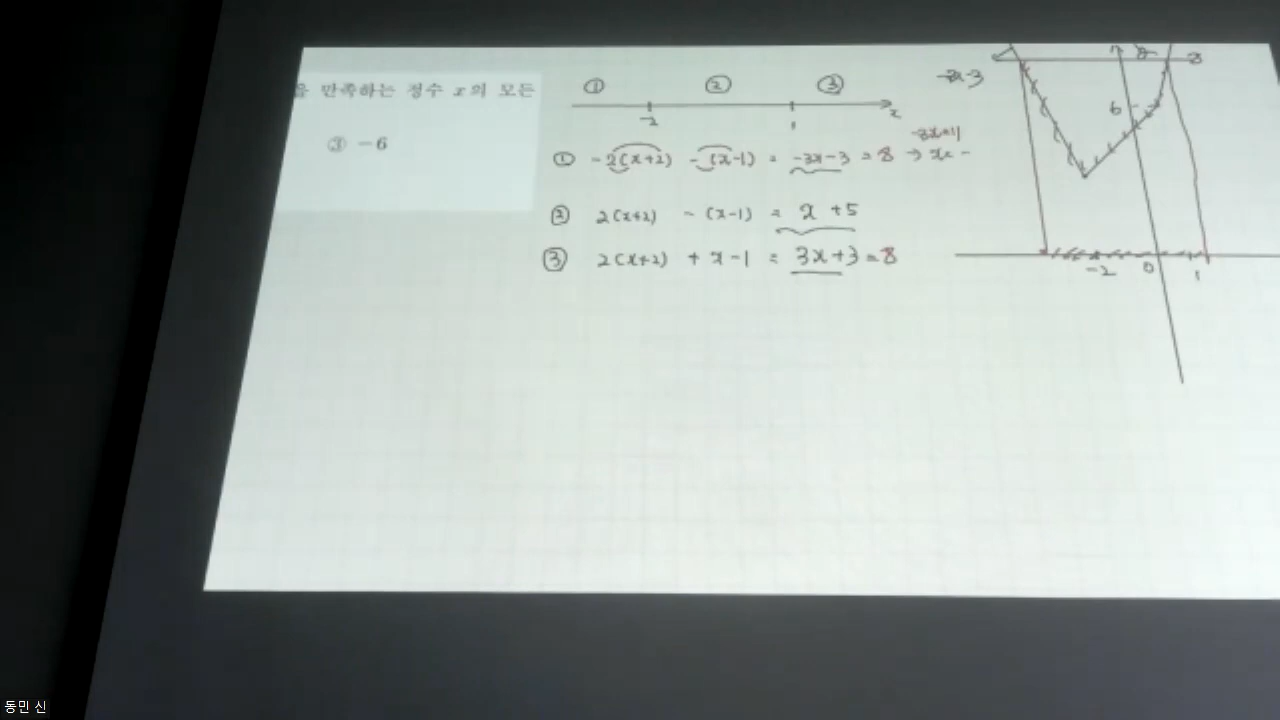 을 만족하는 정수 x의 모든
③ -6
① ② ③
-2 1 x
① -2(x+2) - (x-1) = -3x-3 = 8 →
② 2(x+2) - (x-1) = x+5
③ 2(x+2) + x-1 = 3x+3 = 8
8
6
-2 0 1
동민 신